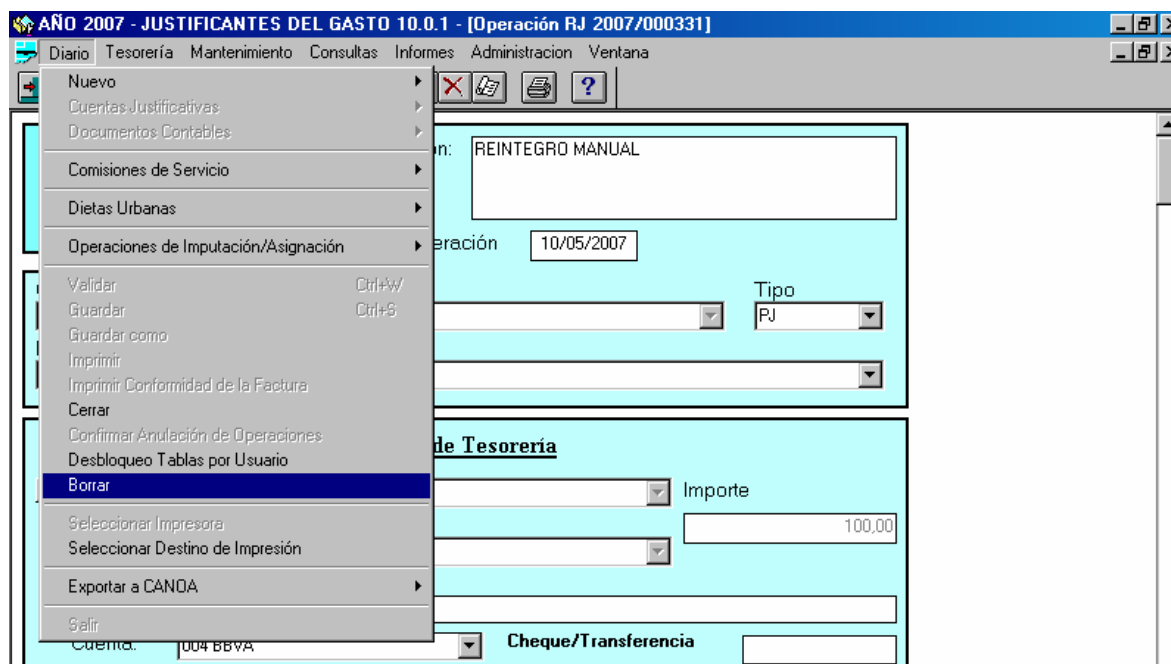 AÑO 2007 - JUSTIFICANTES DEL GASTO 10.0.1 - [Operación RJ 2007/000331]
Diario Tesorería Mantenimiento Consultas Informes Administracion Ventana
?
Nuevo
Cuentas Justificativas
Documentos Contables
Comisiones de Servicio
Dietas Urbanas
Operaciones de Imputación/Asignación
Validar Ctrl+W
Guardar Ctrl+S
Guardar como
Imprimir
Imprimir Conformidad de la Factura
Cerrar
Confirmar Anulación de Operaciones
Desbloqueo Tablas por Usuario
Borrar
Seleccionar Impresora
Seleccionar Destino de Impresión
Exportar a CANOA
Salir
ón: REINTEGRO MANUAL
eración 10/05/2007
Tipo
PJ
de Tesorería
Importe
100,00
Cuenta: 004 BBVA Cheque/Transferencia